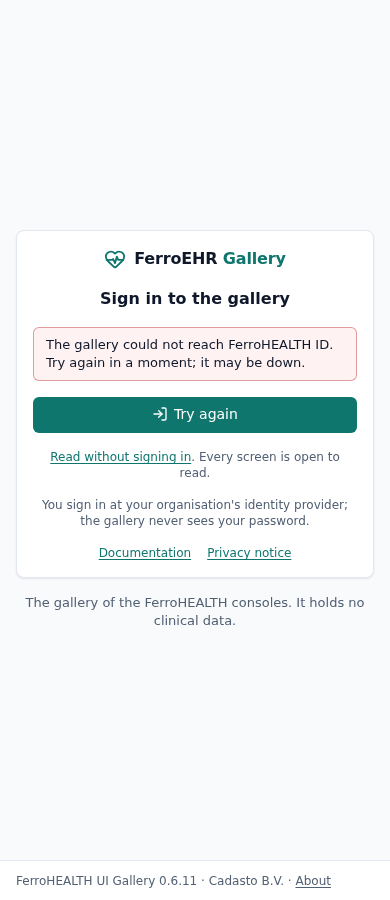 FerroEHR Gallery
Sign in to the gallery
The gallery could not reach FerroHEALTH ID.
Try again in a moment; it may be down.
Try again
Read without signing in. Every screen is open to
read.
You sign in at your organisation's identity provider;
the gallery never sees your password.
Documentation Privacy notice
The gallery of the FerroHEALTH consoles. It holds no
clinical data.
FerroHEALTH UI Gallery 0.6.11 · Cadasto B.V. · About